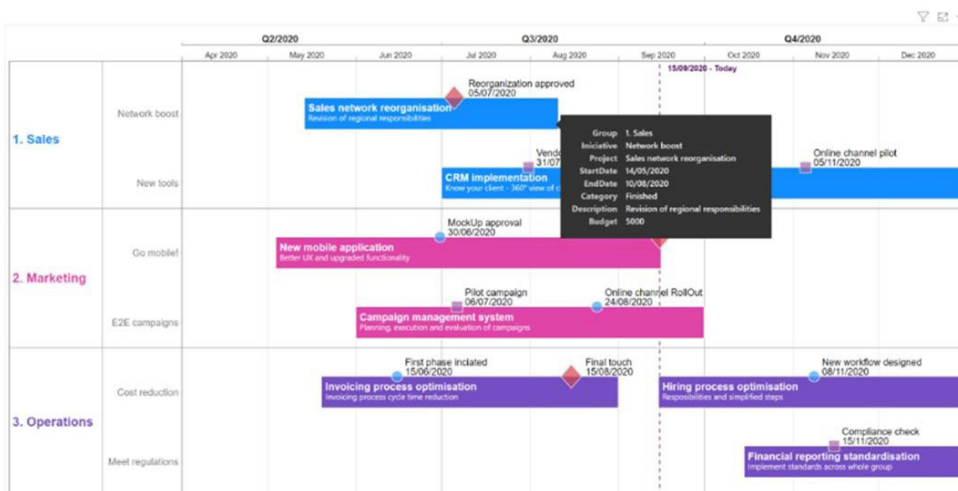 Q2/2020 Q3/2020 Q4/2020
Apr 2020 May 2020 Jun 2020 Jul 2020 Aug 2020 Sep 2020 Oct 2020 Nov 2020 Dec 2020
15/09/2020 - Today
1. Sales
Network boost
Reorganization approved
05/07/2020
Sales network reorganisation
Revision of regional responsibilities
New tools
Vend
31/07
CRM implementation
Know your client - 360° view of c
Online channel pilot
05/11/2020
Group 1. Sales
Iniciative Network boost
Project Sales network reorganisation
StartDate 14/05/2020
EndDate 10/08/2020
Category Finished
Description Revision of regional responsibilities
Budget 5000
2. Marketing
Go mobile!
MockUp approval
30/06/2020
New mobile application
Better UX and upgraded functionality
E2E campaigns
Pilot campaign
06/07/2020
Online channel RollOut
24/08/2020
Campaign management system
Planning, execution and evaluation of campaigns
3. Operations
Cost reduction
First phase inciated
15/06/2020
Final touch
15/08/2020
Invoicing process optimisation
Invoicing process cycle time reduction
New workflow designed
08/11/2020
Hiring process optimisation
Resposibilities and simplified steps
Meet regulations
Compliance check
15/11/2020
Financial reporting standardisation
Implement standards across whole group